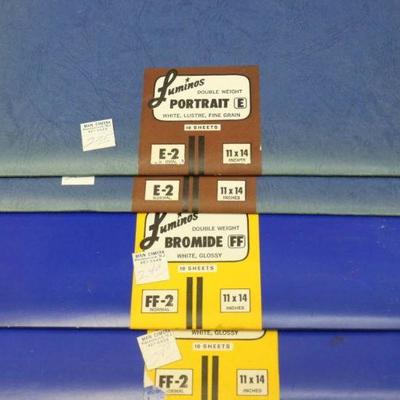 Luminos
DOUBLE WEIGHT
PORTRAIT E
WHITE, LUSTRE, FINE GRAIN
10 SHEETS
E-2
11 x 14
INCHES
E-2
NORMAL
11 x 14
INCHES
Luminos
DOUBLE WEIGHT
BROMIDE FF
WHITE, GLOSSY
10 SHEETS
FF-2
NORMAL
11 x 14
INCHES
WHITE, GLOSSY
10 SHEETS
FF-2
NORMAL
11 x 14
INCHES